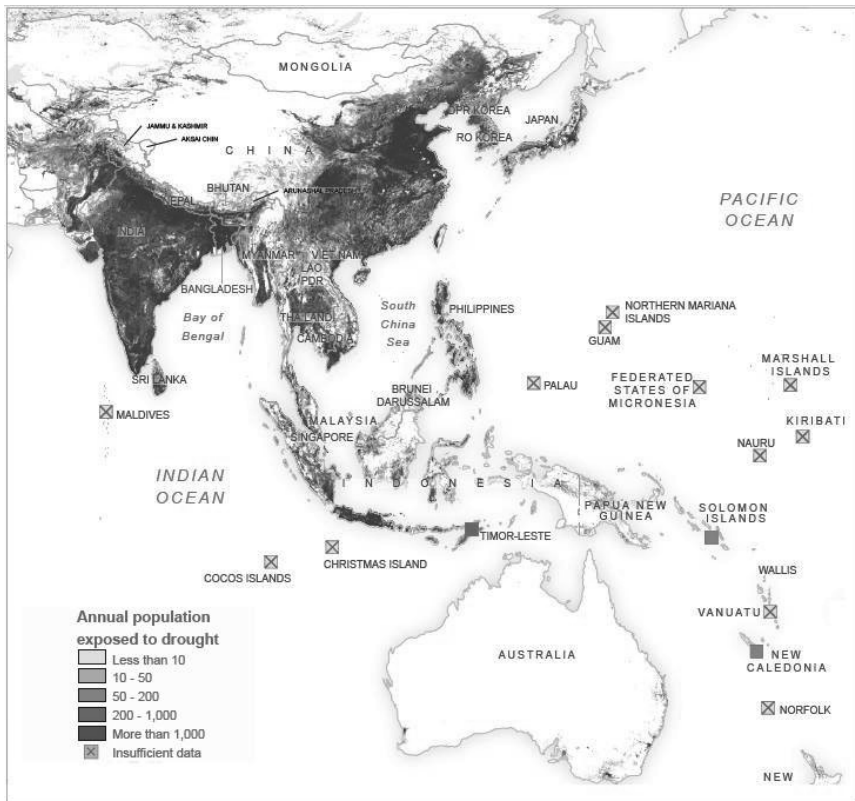 MONGOLIA
DPR KOREA
JAPAN
RO KOREA
JAMMU & KASHMIR
AKSAI CHIN
CHINA
BHUTAN
ARUNASHAL PRADESH
NEPAL
PACIFIC
OCEAN
INDIA
MYANMAR
VIET NAM
LAO
PDR
BANGLADESH
Bay of
Bengal
THAILAND
CAMBODIA
South
China
Sea
PHILIPPINES
NORTHERN MARIANA
ISLANDS
GUAM
MARSHALL
ISLANDS
SRI LANKA
PALAU
FEDERATED
STATES OF
MICRONESIA
MALDIVES
BRUNEI
DARUSSALAM
MALAYSIA
SINGAPORE
KIRIBATI
NAURU
INDIAN
OCEAN
INDONESIA
PAPUA NEW
GUINEA
SOLOMON
ISLANDS
TIMOR-LESTE
COCOS ISLANDS
CHRISTMAS ISLAND
WALLIS
VANUATU
AUSTRALIA
NEW
CALEDONIA
NORFOLK
NEW
Annual population
exposed to drought
Less than 10
10 - 50
50 - 200
200 - 1,000
More than 1,000
Insufficient data